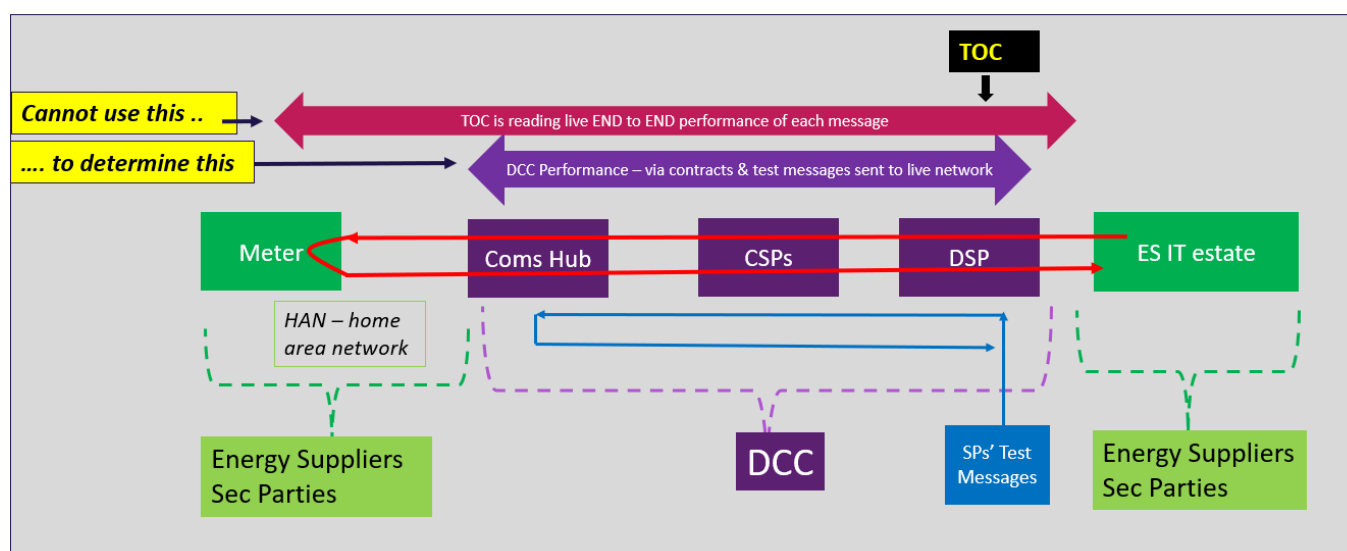 TOC
Cannot use this ..
TOC is reading live END to END performance of each message
.... to determine this
DCC Performance – via contracts & test messages sent to live network
Meter
Coms Hub
CSPs
DSP
ES IT estate
HAN – home
area network
Energy Suppliers
Sec Parties
DCC
SPs' Test
Messages
Energy Suppliers
Sec Parties